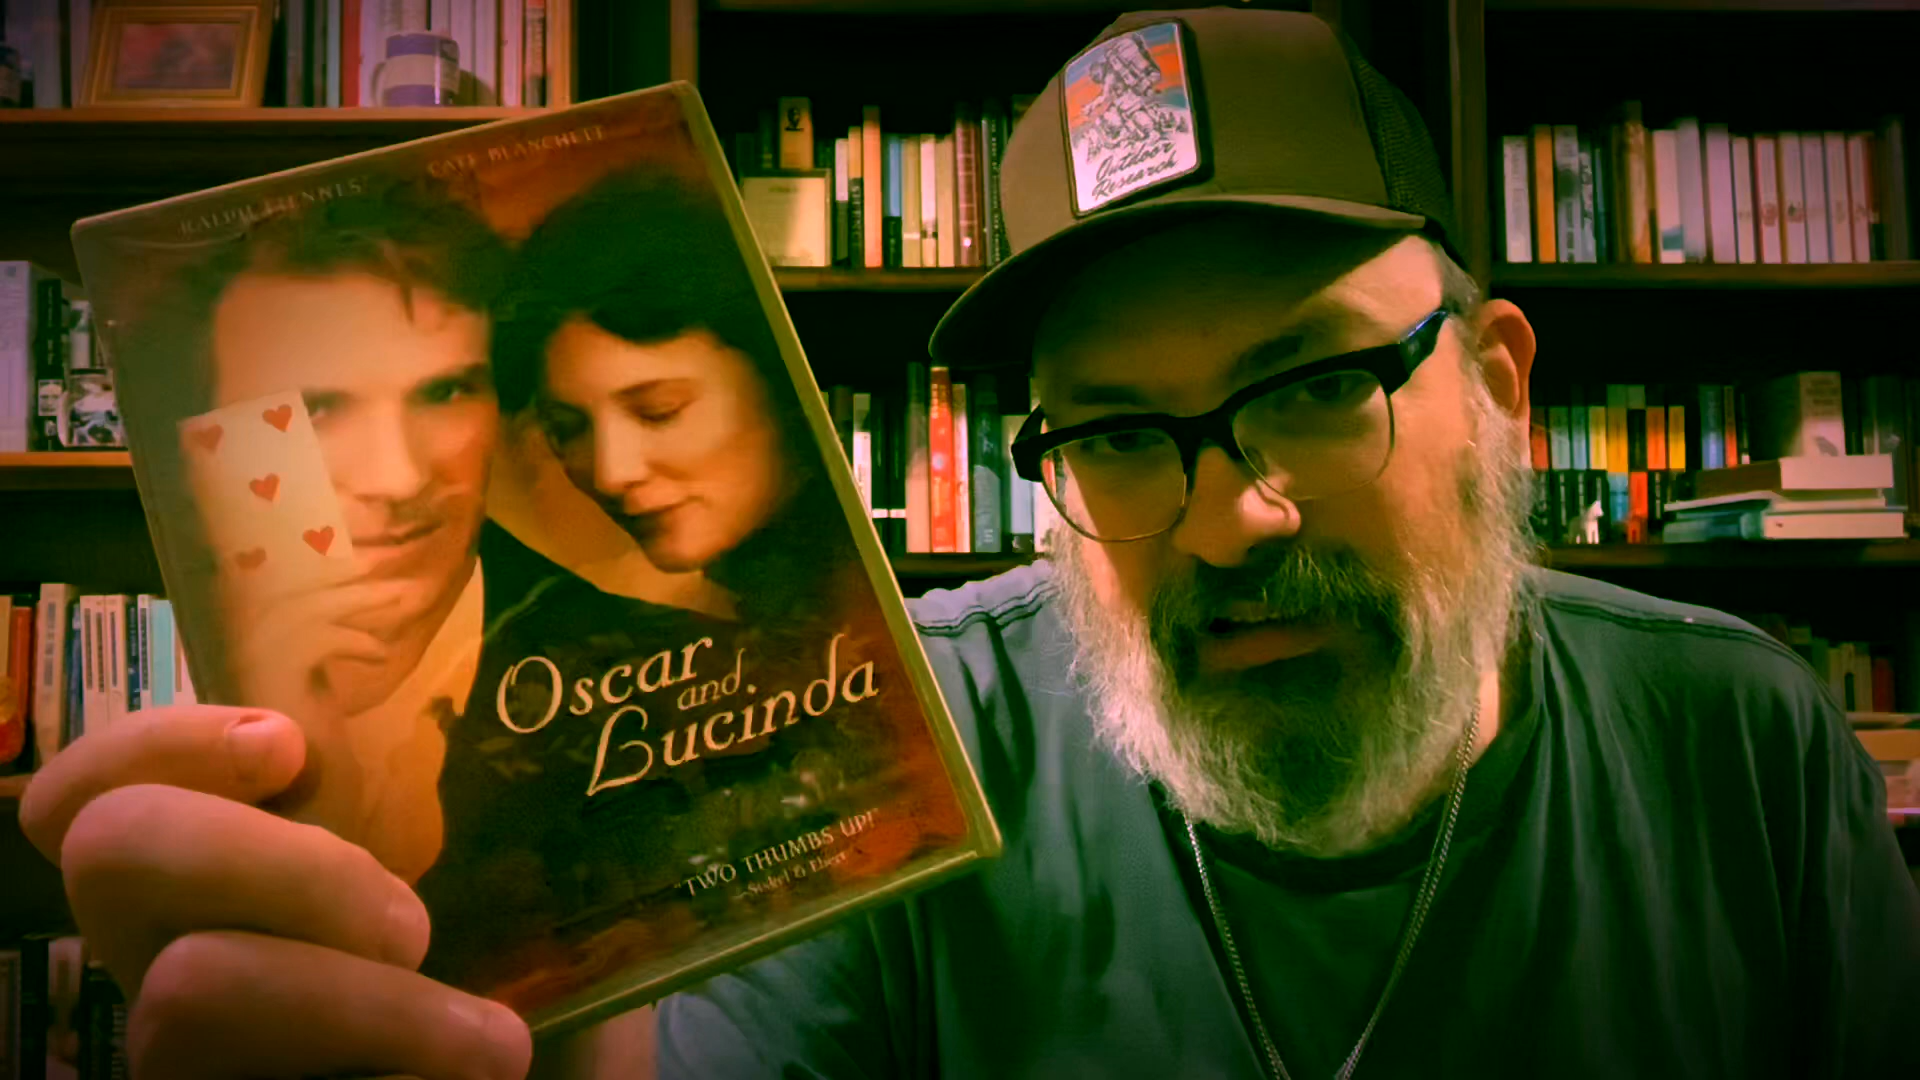 RALPH FIENNES
CATE BLANCHETT
Outdoor
Research
Oscar
and
Lucinda
"TWO THUMBS UP!"
-Siskel & Ebert